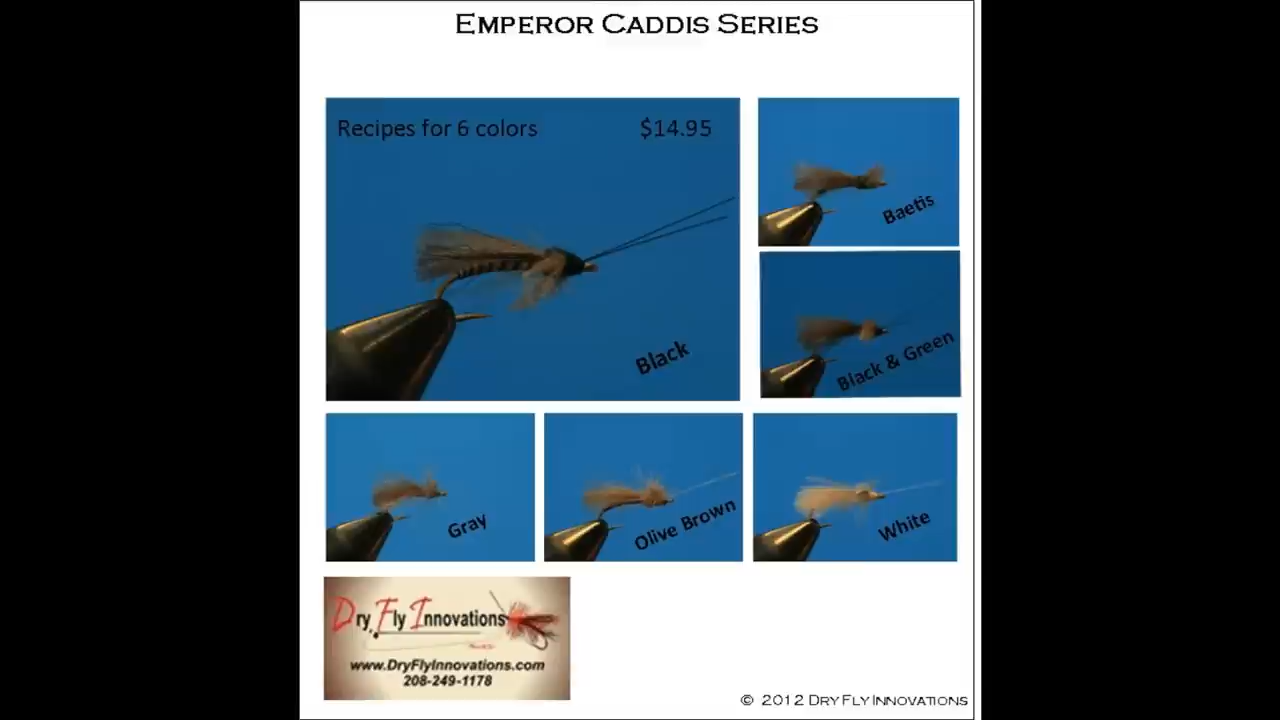 EMPEROR CADDIS SERIES
Recipes for 6 colors $14.95
Black
Baetis
Black & Green
Gray
Olive Brown
White
Dry Fly Innovations
www.DryFlyInnovations.com
208-249-1178
© 2012 DRY FLY INNOVATIONS